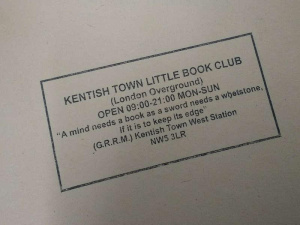 KENTISH TOWN LITTLE BOOK CLUB
(London Overground)
OPEN 09:00-21:00 MON-SUN
"A mind needs a book as a sword needs a whetstone,
If it is to keep its edge"
(G.R.R.M.) Kentish Town West Station
NW5 3LR